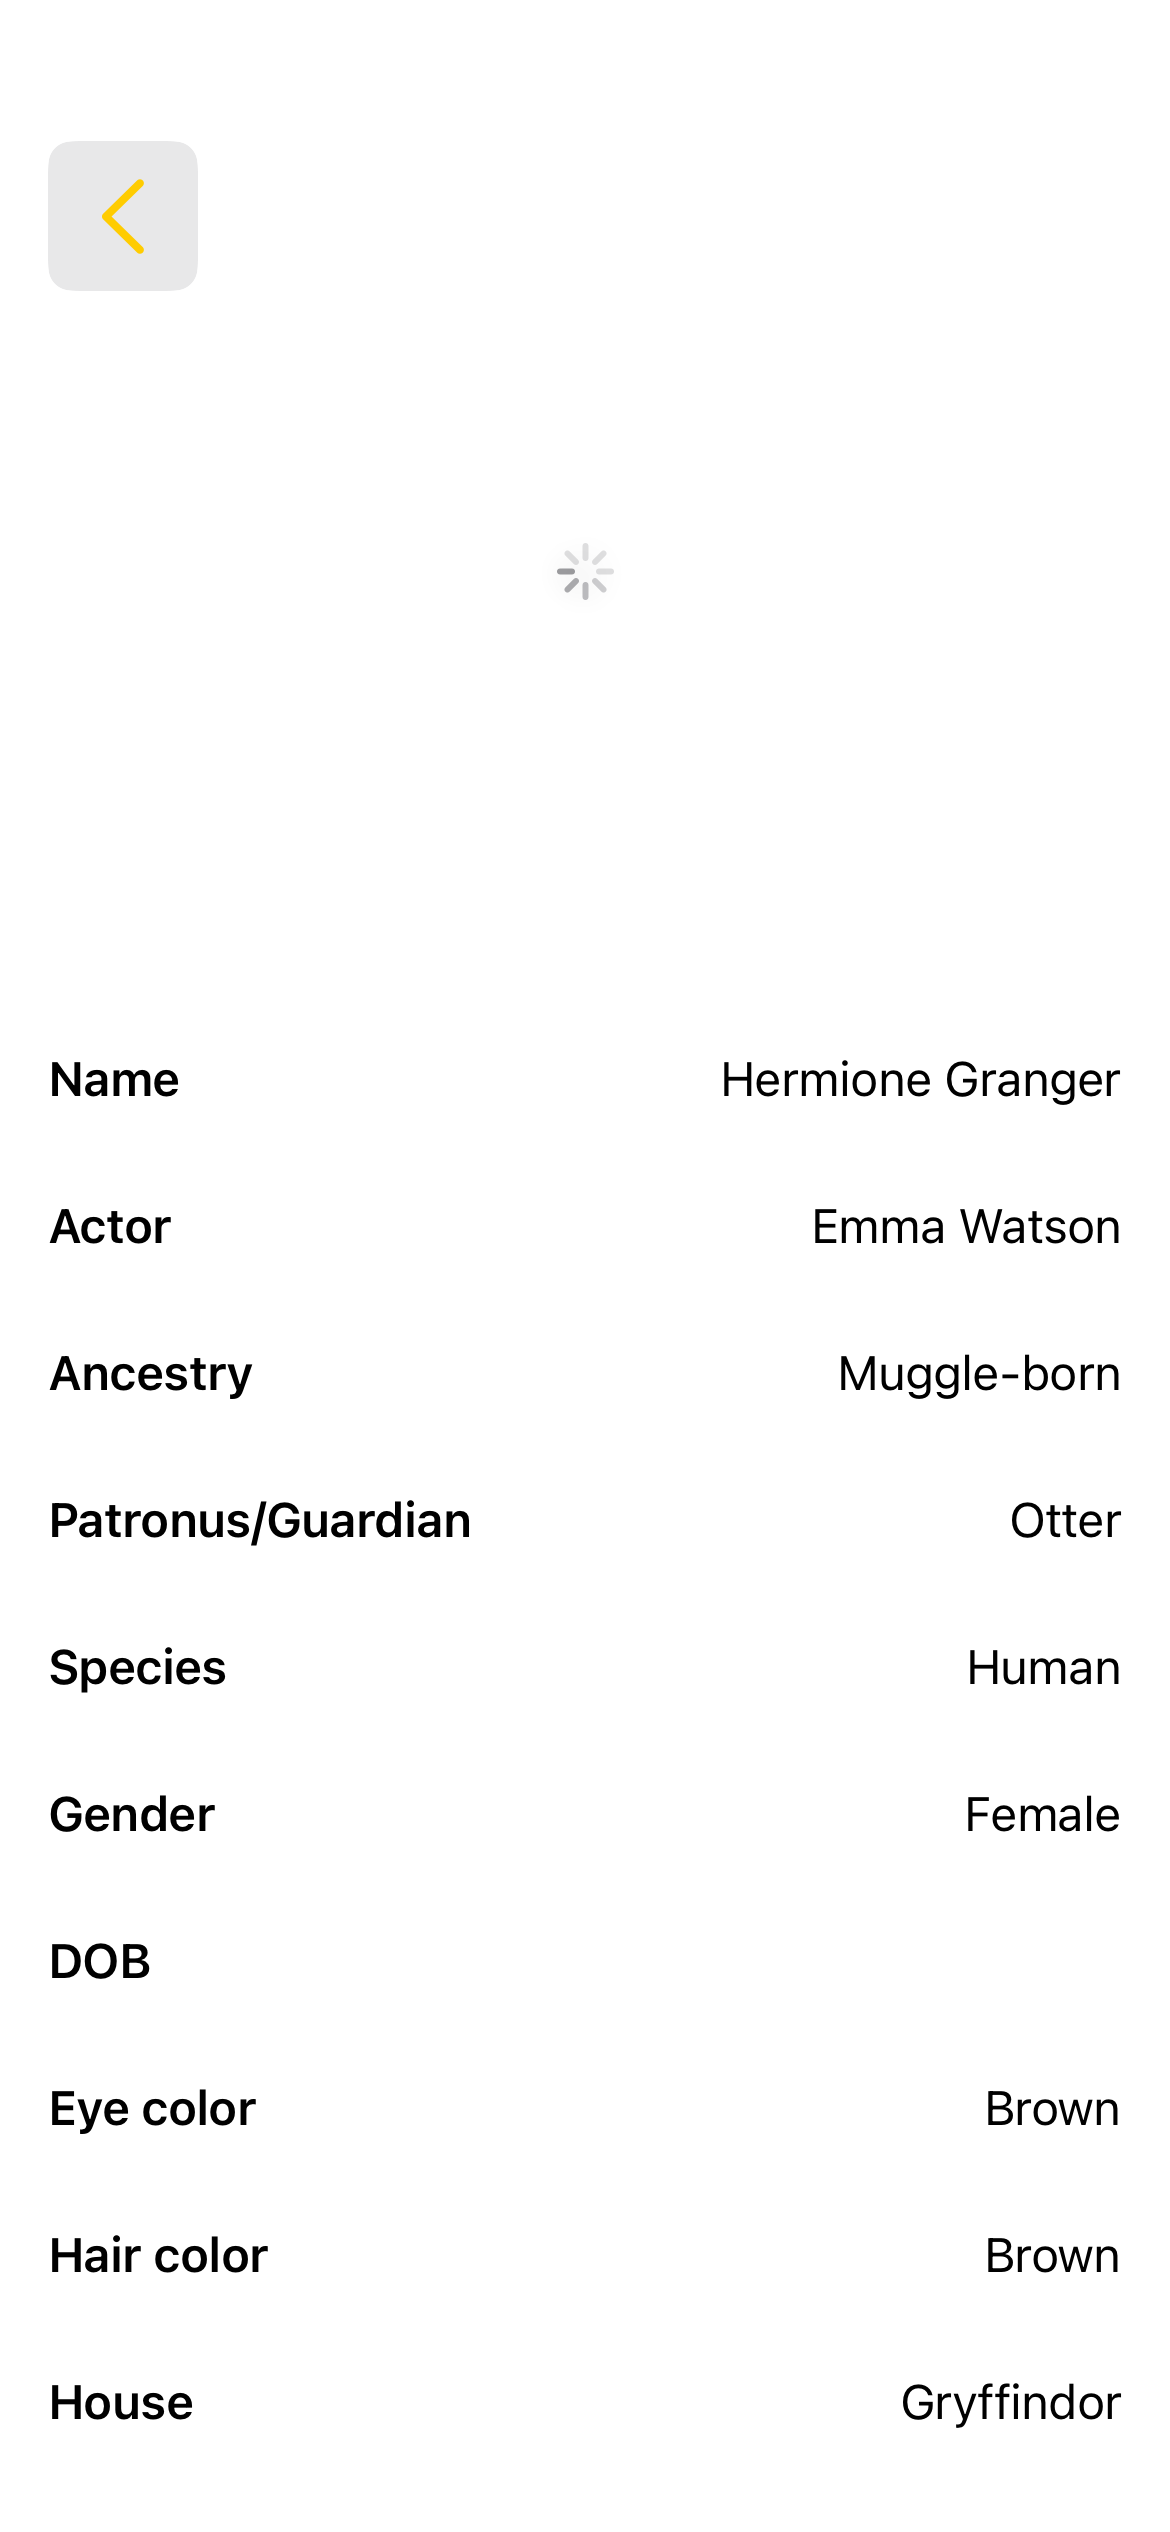 Name Hermione Granger
Actor Emma Watson
Ancestry Muggle-born
Patronus/Guardian Otter
Species Human
Gender Female
DOB
Eye color Brown
Hair color Brown
House Gryffindor